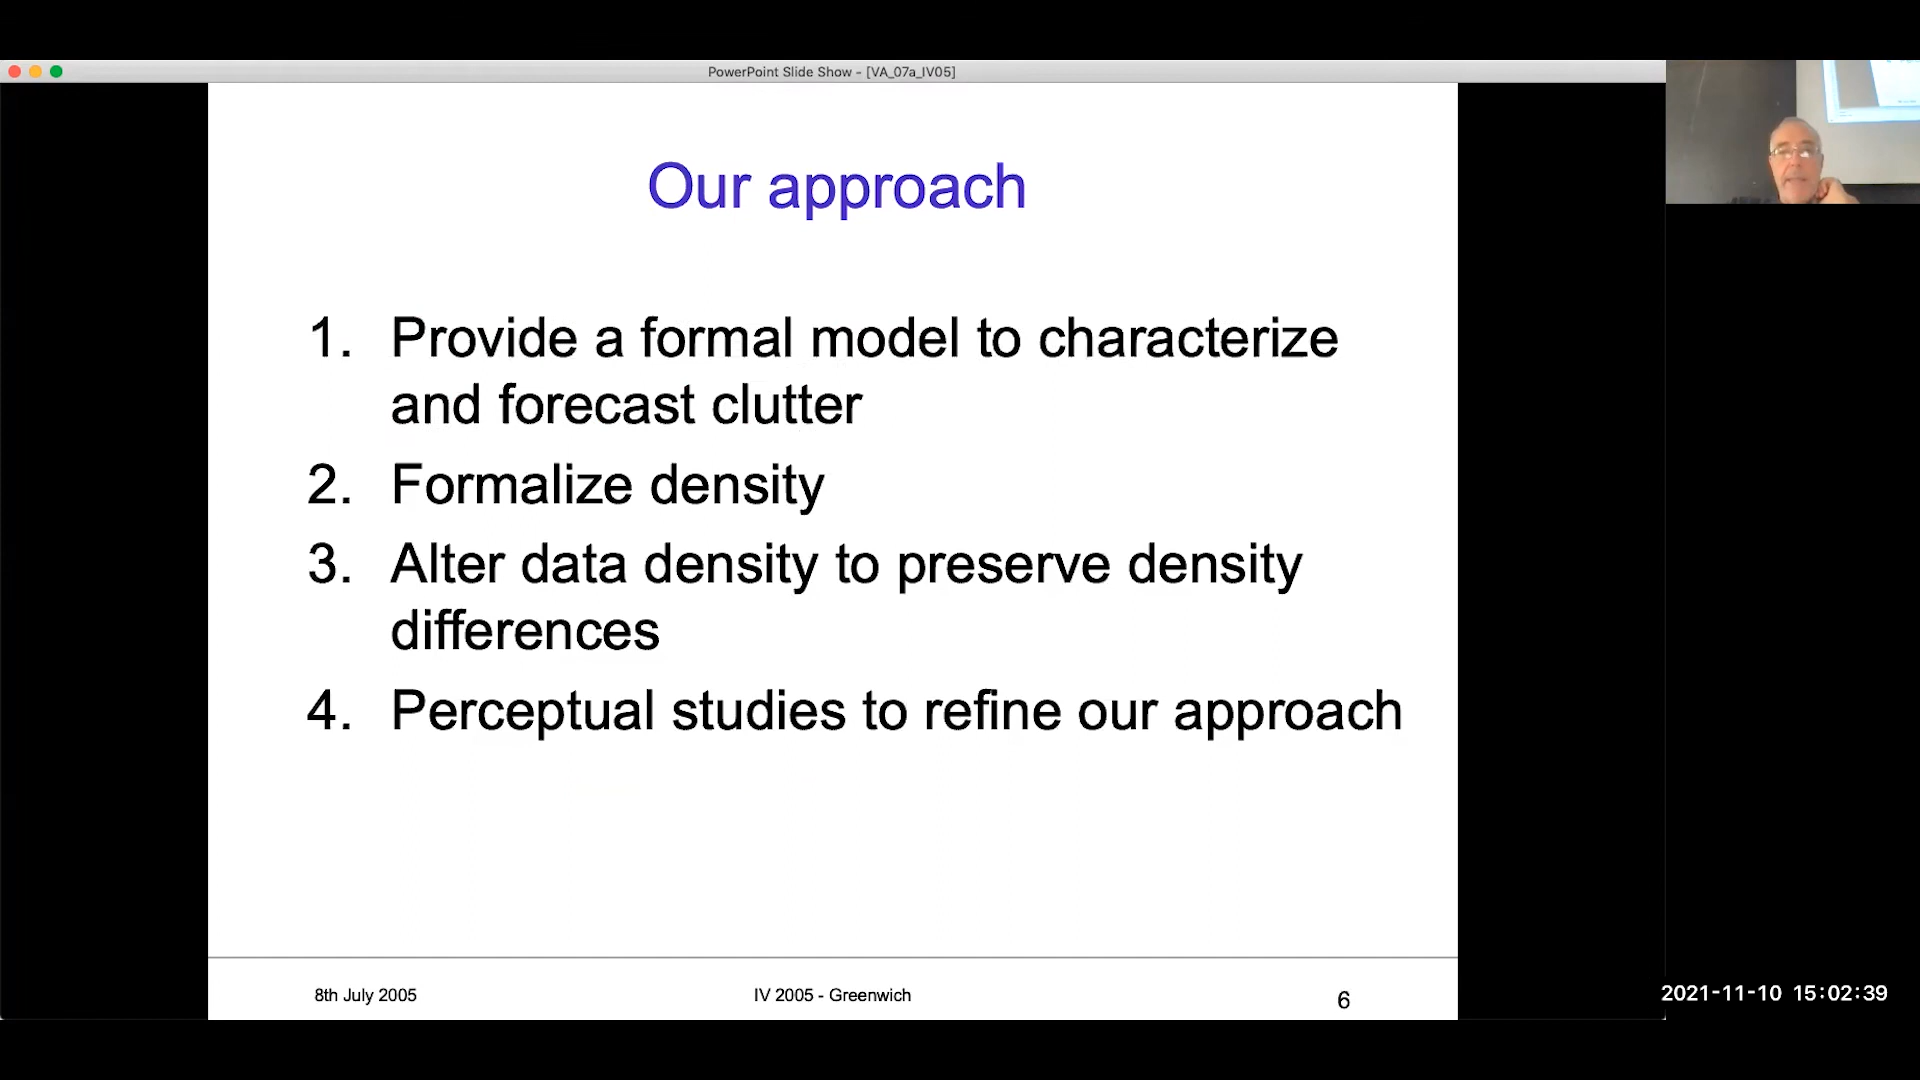 PowerPoint Slide Show - [VA_07a_IV05]
Our approach
1. Provide a formal model to characterize
and forecast clutter
2. Formalize density
3. Alter data density to preserve density
differences
4. Perceptual studies to refine our approach
8th July 2005
IV 2005 - Greenwich
6
2021-11-10 15:02:39